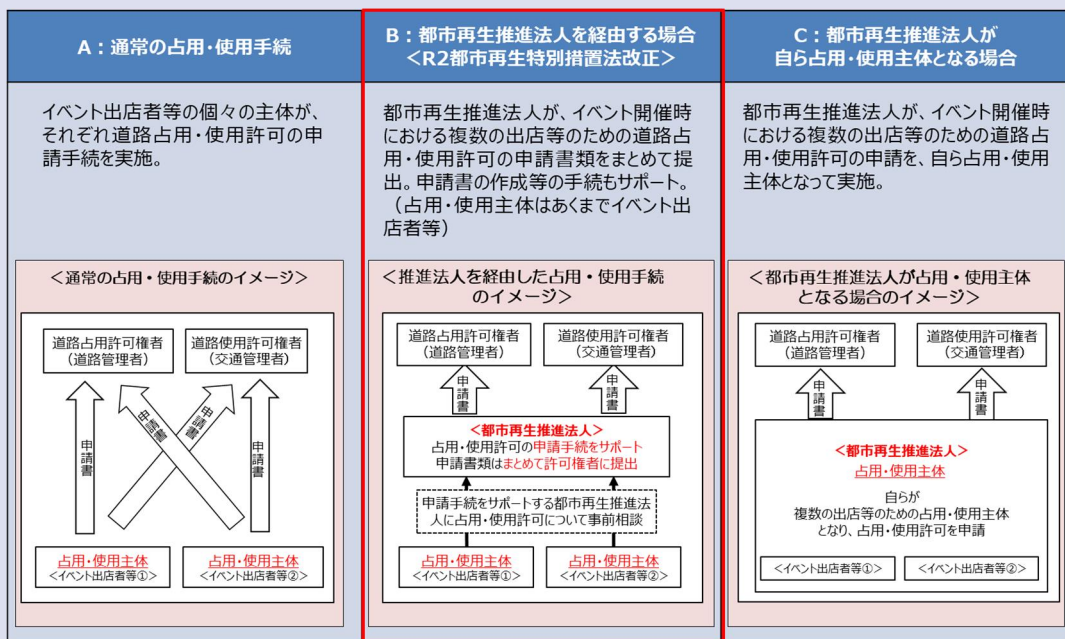 A：通常の占用・使用手続
イベント出店者等の個々の主体が、
それぞれ道路占用・使用許可の申
請手続を実施。
＜通常の占用・使用手続のイメージ＞
道路占用許可権者
（道路管理者）
道路使用許可権者
（交通管理者）
申請書
申請書
申請書
申請書
占用・使用主体
＜イベント出店者等①＞
占用・使用主体
＜イベント出店者等②＞
B：都市再生推進法人を経由する場合
＜R2都市再生特別措置法改正＞
都市再生推進法人が、イベント開催時
における複数の出店等のための道路占
用・使用許可の申請書類をまとめて提
出。申請書の作成等の手続もサポート。
（占用・使用主体はあくまでイベント出
店者等）
＜推進法人を経由した占用・使用手続
のイメージ＞
道路占用許可権者
（道路管理者）
道路使用許可権者
（交通管理者）
申請書
申請書
＜都市再生推進法人＞
占用・使用許可の申請手続をサポート
申請書類はまとめて許可権者に提出
申請手続をサポートする都市再生推進法
人に占用・使用許可について事前相談
占用・使用主体
＜イベント出店者等①＞
占用・使用主体
＜イベント出店者等②＞
C：都市再生推進法人が
自ら占用・使用主体となる場合
都市再生推進法人が、イベント開催時
における複数の出店等のための道路占
用・使用許可の申請を、自ら占用・使用
主体となって実施。
＜都市再生推進法人が占用・使用主体
となる場合のイメージ＞
道路占用許可権者
（道路管理者）
道路使用許可権者
（交通管理者）
申請書
申請書
＜都市再生推進法人＞
占用・使用主体
自らが
複数の出店等のための占用・使用主体
となり、占用・使用許可を申請
＜イベント出店者等①＞
＜イベント出店者等②＞